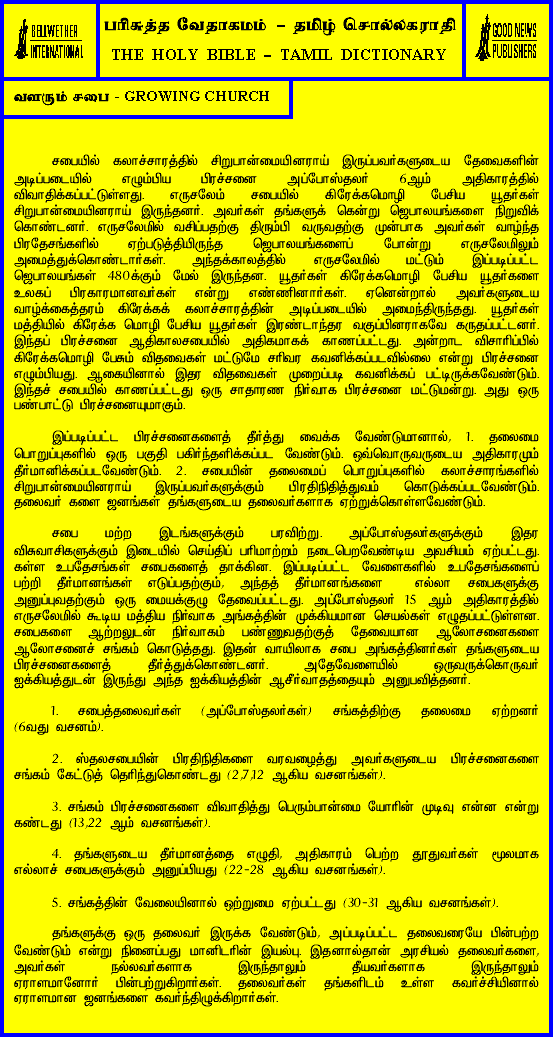 BELLWETHER
INTERNATIONAL
பரிசுத்த வேதாகமம் – தமிழ் சொல்லகராதி
THE HOLY BIBLE – TAMIL DICTIONARY
GOOD NEWS
PUBLISHERS
வளரும் சபை - GROWING CHURCH
சபையில் கலாச்சாரத்தில் சிறுபான்மையினராய் இருப்பவர்களுடைய தேவைகளின்
அடிப்படையில் எழும்பிய பிரச்சனை அப்போஸ்தலர் 6ஆம் அதிகாரத்தில்
விவாதிக்கப்பட்டுள்ளது. எருசலேம் சபையில் கிரேக்கமொழி பேசிய யூதர்கள்
சிறுபான்மையினராய் இருந்தனர். அவர்கள் தங்களுக் கென்று ஜெபாலயங்களை நிறுவிக்
கொண்டனர். எருசலேமில் வசிப்பதற்கு திரும்பி வருவதற்கு முன்பாக அவர்கள் வாழ்ந்த
பிரதேசங்களில் ஏற்படுத்தியிருந்த ஜெபாலயங்களைப் போன்று எருசலேமிலும்
அமைத்துக்கொண்டார்கள். அந்தக்காலத்தில் எருசலேமில் மட்டும் இப்படிப்பட்ட
ஜெபாலயங்கள் 480க்கும் மேல் இருந்தன. யூதர்கள் கிரேக்கமொழி பேசிய யூதர்களை
உலகப் பிரகாரமானவர்கள் என்று எண்ணினார்கள். ஏனென்றால் அவர்களுடைய
வாழ்க்கைத்தரம் கிரேக்கக் கலாச்சாரத்தின் அடிப்படையில் அமைந்திருந்தது. யூதர்கள்
மத்தியில் கிரேக்க மொழி பேசிய யூதர்கள் இரண்டாந்தர வகுப்பினராகவே கருதப்பட்டனர்.
இந்தப் பிரச்சனை ஆதிகாலசபையில் அதிகமாகக் காணப்பட்டது. அன்றாட விசாரிப்பில்
கிரேக்கமொழி பேசும் விதவைகள் மட்டுமே சரிவர கவனிக்கப்படவில்லை என்று பிரச்சனை
எழும்பியது. ஆகையினால் இதர விதவைகள் முறைப்படி கவனிக்கப் பட்டிருக்கவேண்டும்.
இந்தச் சபையில் காணப்பட்டது ஒரு சாதாரண நிர்வாக பிரச்சனை மட்டுமன்று. அது ஒரு
பண்பாட்டு பிரச்சனையுமாகும்.
இப்படிப்பட்ட பிரச்சனைகளைத் தீர்த்து வைக்க வேண்டுமானால், 1. தலைமை
பொறுப்புகளில் ஒரு பகுதி பகிர்ந்தளிக்கப்பட வேண்டும். ஒவ்வொருவருடைய அதிகாரமும்
தீர்மானிக்கப்படவேண்டும். 2. சபையின் தலைமைப் பொறுப்புகளில் கலாச்சாரங்களில்
சிறுபான்மையினராய் இருப்பவர்களுக்கும் பிரதிநிதித்துவம் கொடுக்கப்படவேண்டும்.
தலைவர் களை ஜனங்கள் தங்களுடைய தலைவர்களாக ஏற்றுக்கொள்ளவேண்டும்.
சபை மற்ற இடங்களுக்கும் பரவிற்று. அப்போஸ்தலர்களுக்கும் இதர
விசுவாசிகளுக்கும் இடையில் செய்திப் பரிமாற்றம் நடைபெறவேண்டிய அவசியம் ஏற்பட்டது.
கள்ள உபதேசங்கள் சபைகளைத் தாக்கின. இப்படிப்பட்ட வேளைகளில் உபதேசங்களைப்
பற்றி தீர்மானங்கள் எடுப்பதற்கும், அந்தத் தீர்மானங்களை எல்லா சபைகளுக்கு
அனுப்புவதற்கும் ஒரு மையக்குழு தேவைப்பட்டது. அப்போஸ்தலர் 15 ஆம் அதிகாரத்தில்
எருசலேமில் கூடிய மத்திய நிர்வாக அங்கத்தின் முக்கியமான செயல்கள் எழுதப்பட்டுள்ளன.
சபைகளை ஆற்றலுடன் நிர்வாகம் பண்ணுவதற்குத் தேவையான ஆலோசனைகளை
ஆலோசனைச் சங்கம் கொடுத்தது. இதன் வாயிலாக சபை அங்கத்தினர்கள் தங்களுடைய
பிரச்சனைகளைத் தீர்த்துக்கொண்டனர். அதேவேளையில் ஒருவருக்கொருவர்
ஐக்கியத்துடன் இருந்து அந்த ஐக்கியத்தின் ஆசீர்வாதத்தையும் அனுபவித்தனர்.
1. சபைத்தலைவர்கள் (அப்போஸ்தலர்கள்) சங்கத்திற்கு தலைமை ஏற்றனர்
(6வது வசனம்).
2. ஸ்தலசபையின் பிரதிநிதிகளை வரவழைத்து அவர்களுடைய பிரச்சனைகளை
சங்கம் கேட்டுத் தெரிந்துகொண்டது (2,7,12 ஆகிய வசனங்கள்).
3. சங்கம் பிரச்சனைகளை விவாதித்து பெரும்பான்மை யோரின் முடிவு என்ன என்று
கண்டது (13,22 ஆம் வசனங்கள்).
4. தங்களுடைய தீர்மானத்தை எழுதி, அதிகாரம் பெற்ற தூதுவர்கள் மூலமாக
எல்லாச் சபைகளுக்கும் அனுப்பியது (22-28 ஆகிய வசனங்கள்).
5. சங்கத்தின் வேலையினால் ஒற்றுமை ஏற்பட்டது (30-31 ஆகிய வசனங்கள்).
தங்களுக்கு ஒரு தலைவர் இருக்க வேண்டும், அப்படிப்பட்ட தலைவரையே பின்பற்ற
வேண்டும் என்று நினைப்பது மானிடரின் இயல்பு. இதனால்தான் அரசியல் தலைவர்களை,
அவர்கள் நல்லவர்களாக இருந்தாலும் தீயவர்களாக இருந்தாலும்
ஏராளமானோர் பின்பற்றுகிறார்கள். தலைவர்கள் தங்களிடம் உள்ள கவர்ச்சியினால்
ஏராளமான ஜனங்களை கவர்ந்திழுக்கிறார்கள்.